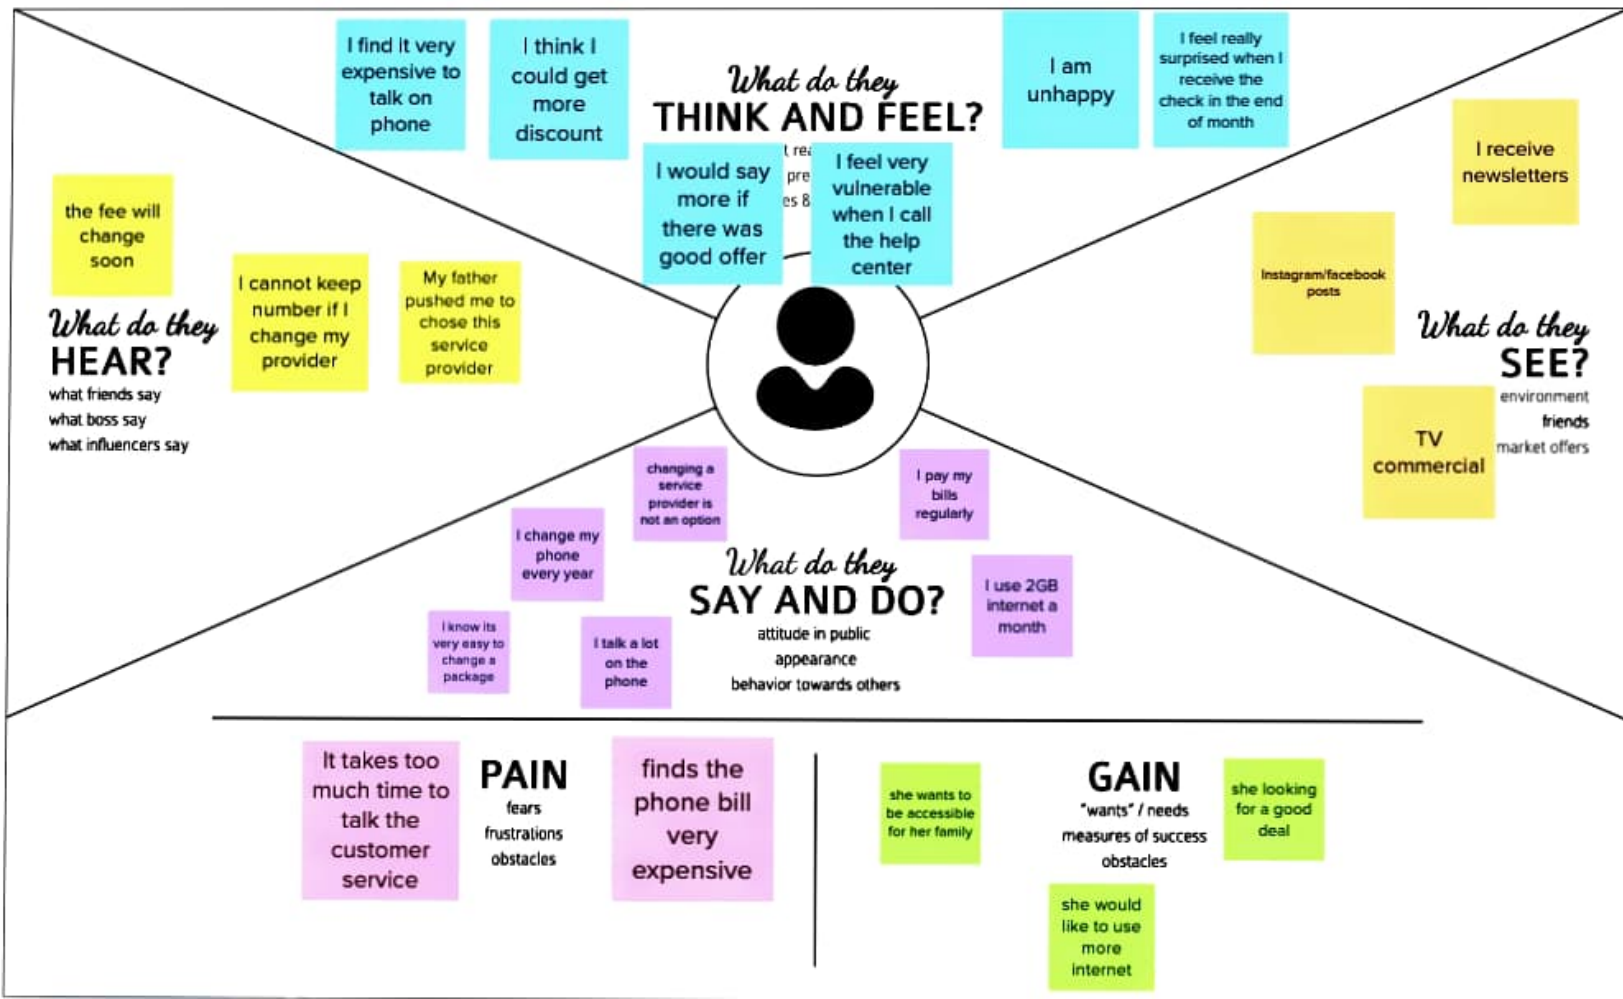 I find it very
expensive to
talk on
phone
I think I
could get
more
discount
What do they
THINK AND FEEL?
I am
unhappy
I feel really
surprised when I
receive the
check in the end
of month
I would say
more if
there was
good offer
I feel very
vulnerable
when I call
the help
center
the fee will
change
soon
I cannot keep
number if I
change my
provider
My father
pushed me to
chose this
service
provider
What do they
HEAR?
what friends say
what boss say
what influencers say
I receive
newsletters
Instagram/facebook
posts
TV
commercial
What do they
SEE?
environment
friends
market offers
changing a
service
provider is
not an option
I pay my
bills
regularly
I change my
phone
every year
What do they
SAY AND DO?
attitude in public
appearance
behavior towards others
I use 2GB
internet a
month
I know its
very easy to
change a
package
I talk a lot
on the
phone
It takes too
much time to
talk the
customer
service
PAIN
fears
frustrations
obstacles
finds the
phone bill
very
expensive
she wants to
be accessible
for her family
GAIN
"wants" / needs
measures of success
obstacles
she looking
for a good
deal
she would
like to use
more
internet